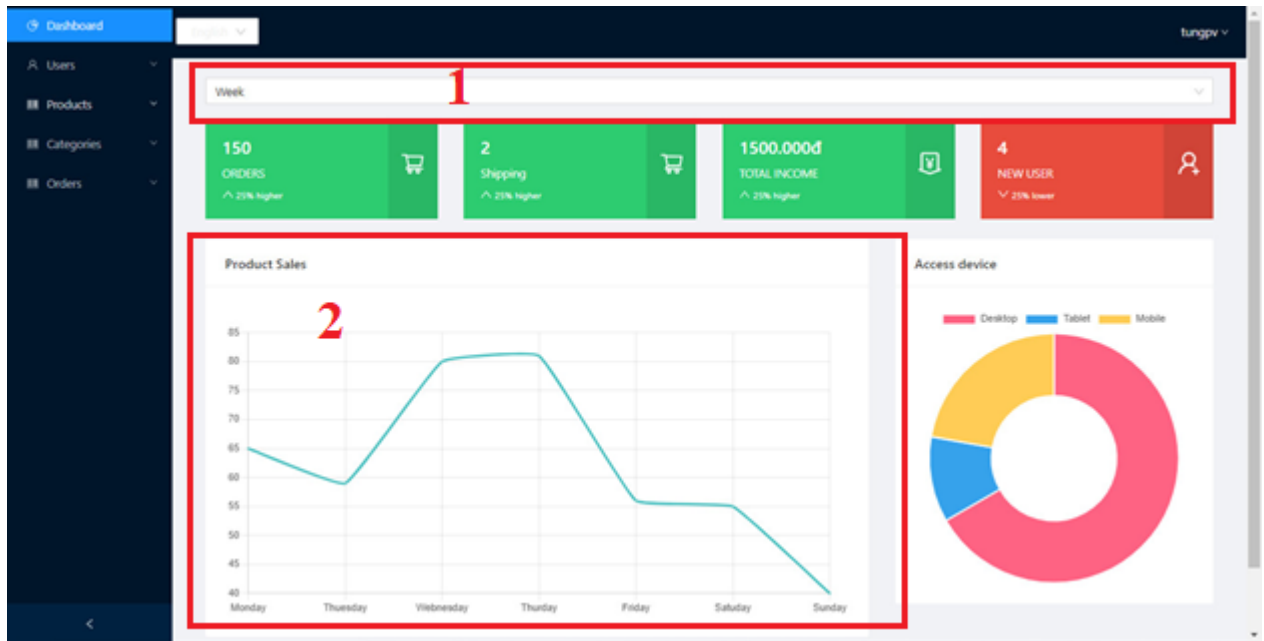 Dashboard
tungpv
Users
1
Week
Products
Categories
Orders
150
ORDERS
25% higher
2
Shipping
25% higher
1500.000đ
TOTAL INCOME
25% higher
4
NEW USER
25% lower
Product Sales
2
85
80
75
70
65
60
55
50
45
40
Monday Thuesday Webnesday Thurday Friday Satuday Sunday
Access device
Desktop Tablet Mobile